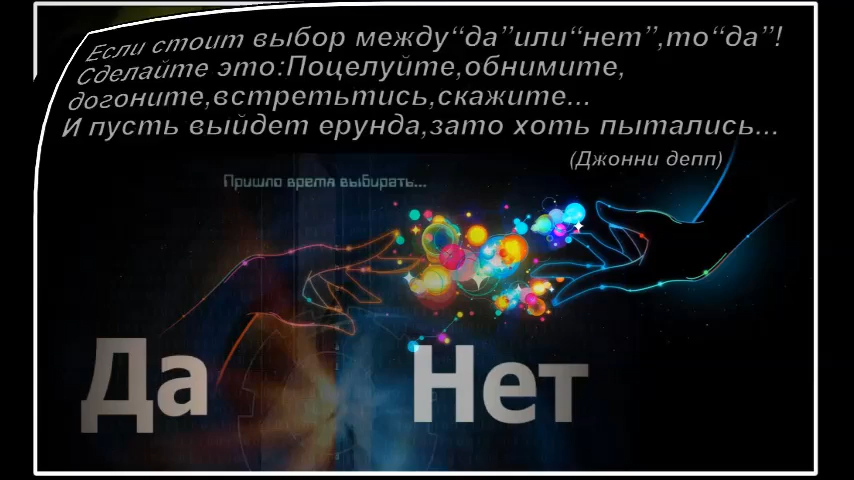 Если стоит выбор между“да”или“нет”,то“да”!
Сделайте это:Поцелуйте,обнимите,
догоните,встретьтись,скажите...
И пусть выйдет ерунда,зато хоть пытались...
(Джонни депп)
Пришло время выбирать...
Да Нет